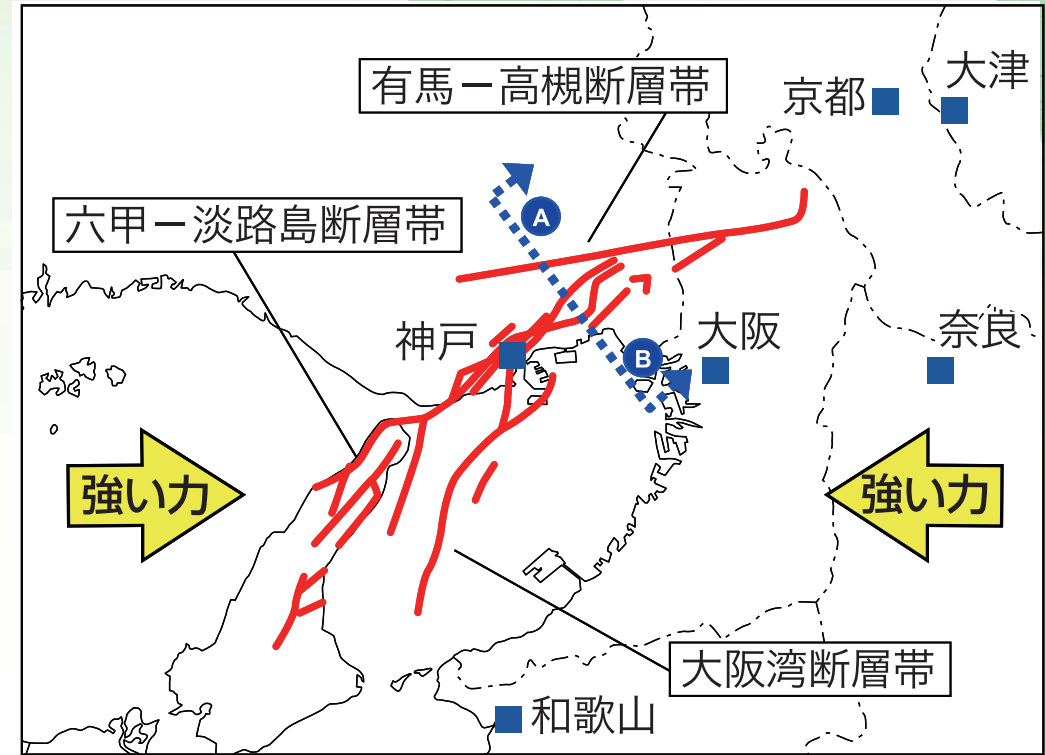 有馬ー高槻断層帯
京都
大津
A
六甲ー淡路島断層帯
神戸
B
大阪
奈良
強い力
強い力
大阪湾断層帯
和歌山